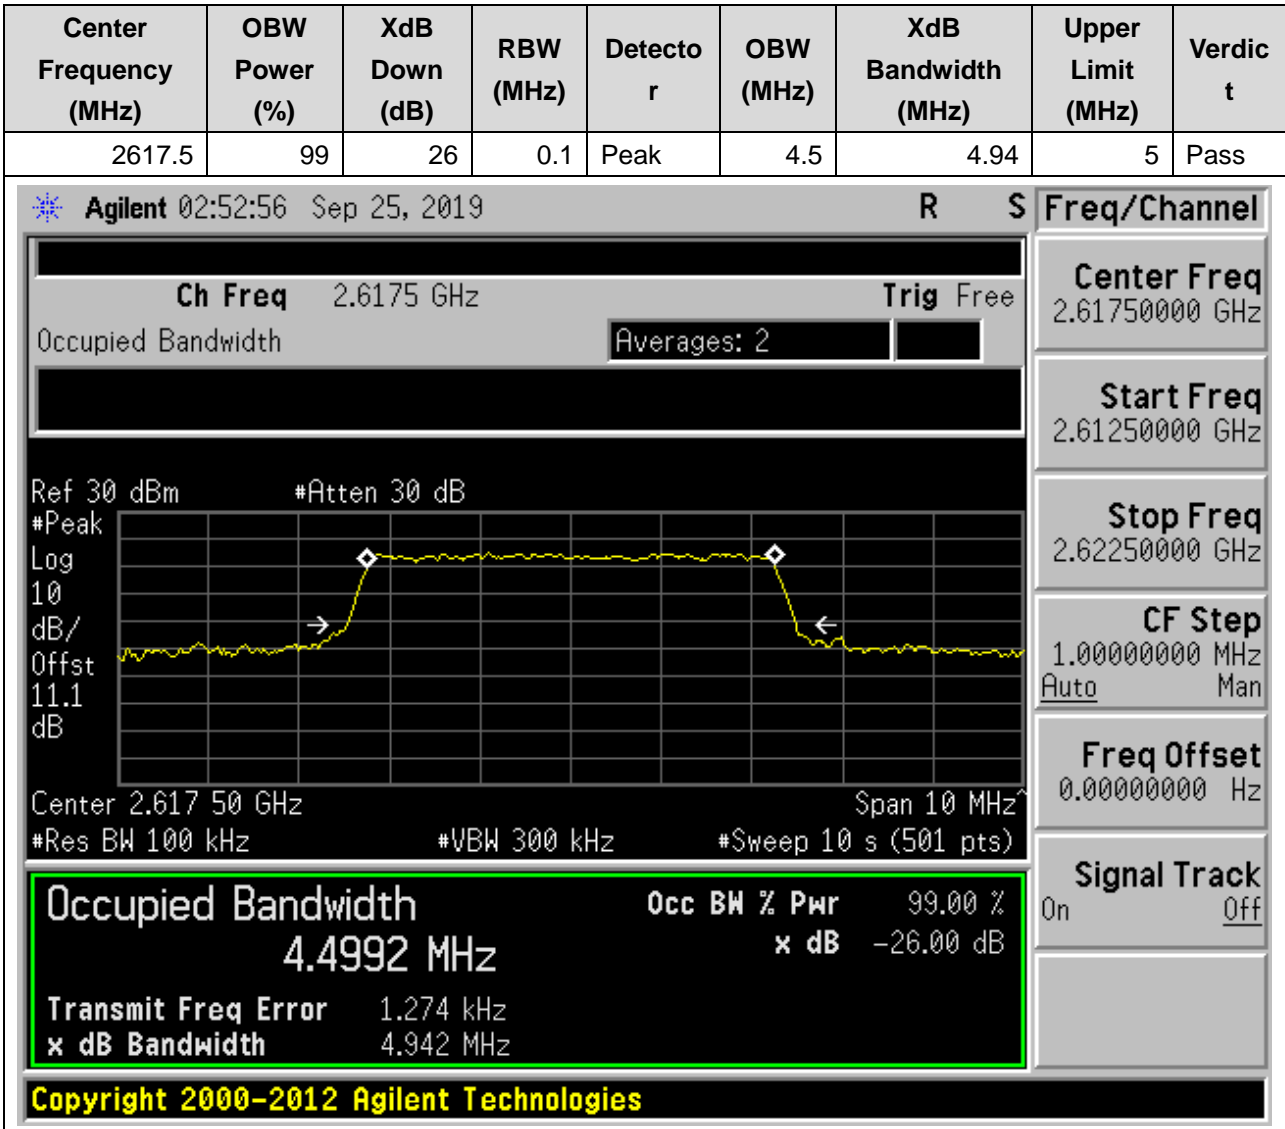 Center Frequency (MHz) OBW Power (%) XdB Down (dB) RBW (MHz) Detecto r OBW (MHz) XdB Bandwidth (MHz) Upper Limit (MHz) Verdic t
2617.5 99 26 0.1 Peak 4.5 4.94 5 Pass
Agilent 02:52:56 Sep 25, 2019 R S
Ch Freq 2.6175 GHz Trig Free
Occupied Bandwidth Averages: 2
Ref 30 dBm #Atten 30 dB
#Peak
Log
10
dB/
Offst
11.1
dB
Center 2.617 50 GHz Span 10 MHz^
#Res BW 100 kHz #VBW 300 kHz #Sweep 10 s (501 pts)
Occupied Bandwidth Occ BW % Pwr 99.00 %
4.4992 MHz x dB -26.00 dB
Transmit Freq Error 1.274 kHz
x dB Bandwidth 4.942 MHz
Copyright 2000-2012 Agilent Technologies
Freq/Channel
Center Freq
2.61750000 GHz
Start Freq
2.61250000 GHz
Stop Freq
2.62250000 GHz
CF Step
1.00000000 MHz
Auto Man
Freq Offset
0.00000000 Hz
Signal Track
On Off